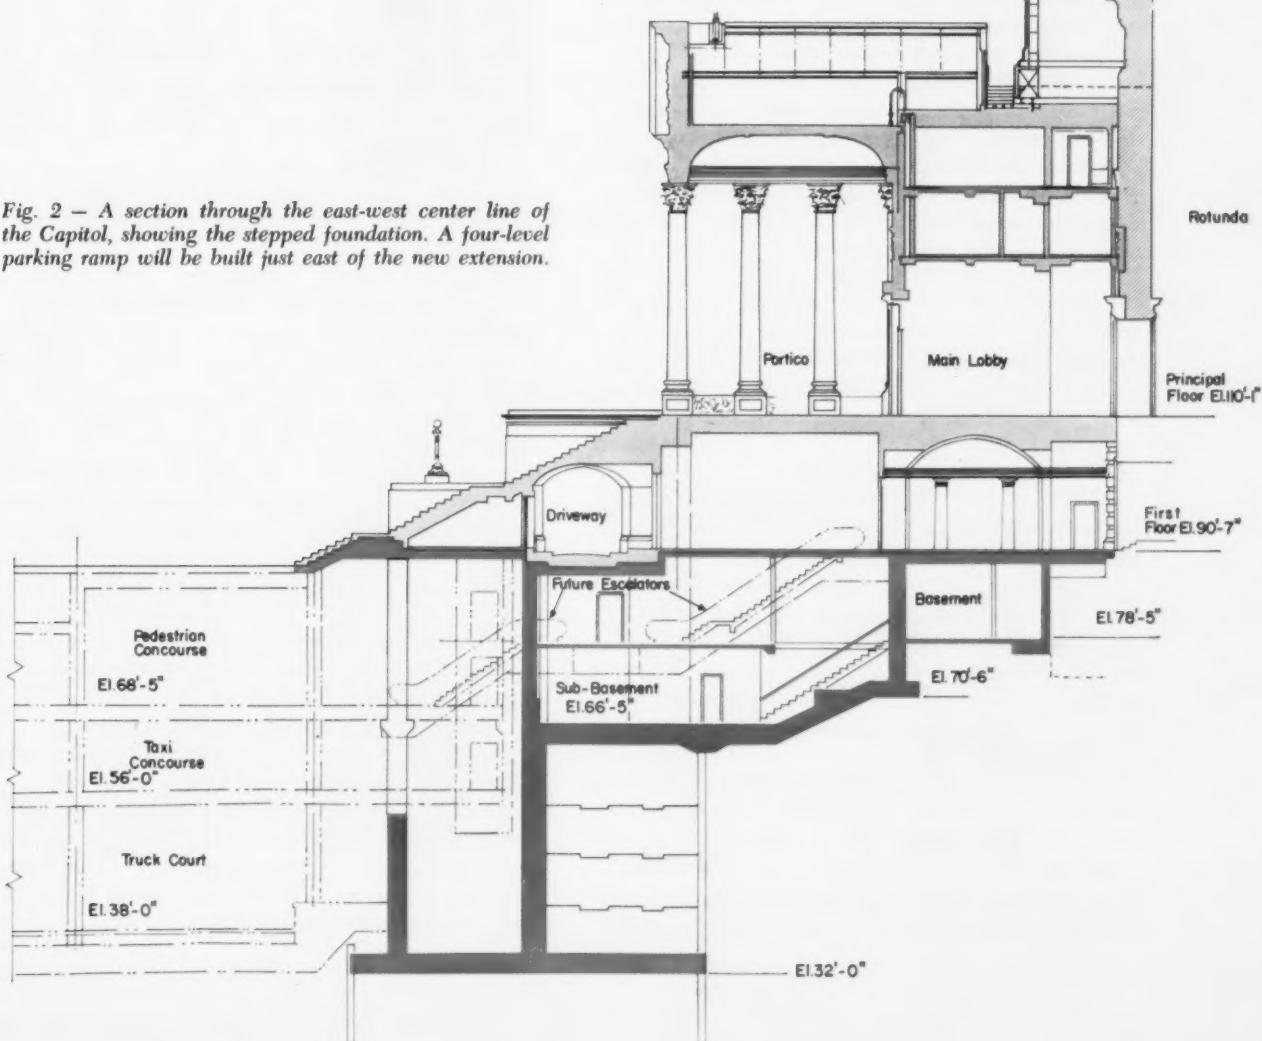 Fig. 2 — A section through the east-west center line of
the Capitol, showing the stepped foundation. A four-level
parking ramp will be built just east of the new extension.
Rotunda
Portico
Main Lobby
Principal
Floor El.110'-1"
Driveway
First
Floor El.90'-7"
Future Escalators
Basement
El.78'-5"
Pedestrian
Concourse
El.68'-5"
Sub-Basement
El.66'-5"
El.70'-6"
Taxi
Concourse
El.56'-0"
Truck Court
El.38'-0"
El.32'-0"